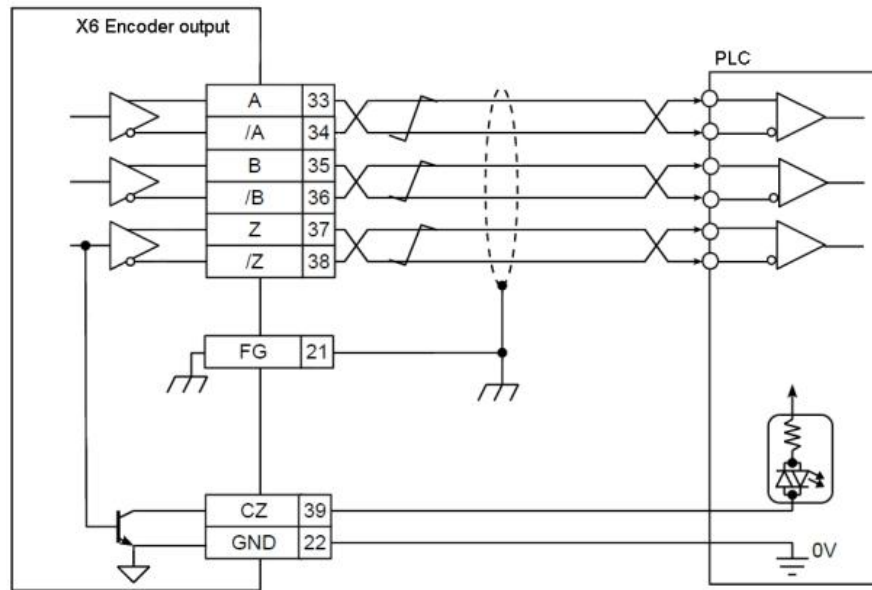 X6 Encoder output
PLC
A 33
/A 34
B 35
/B 36
Z 37
/Z 38
FG 21
CZ 39
GND 22
0V